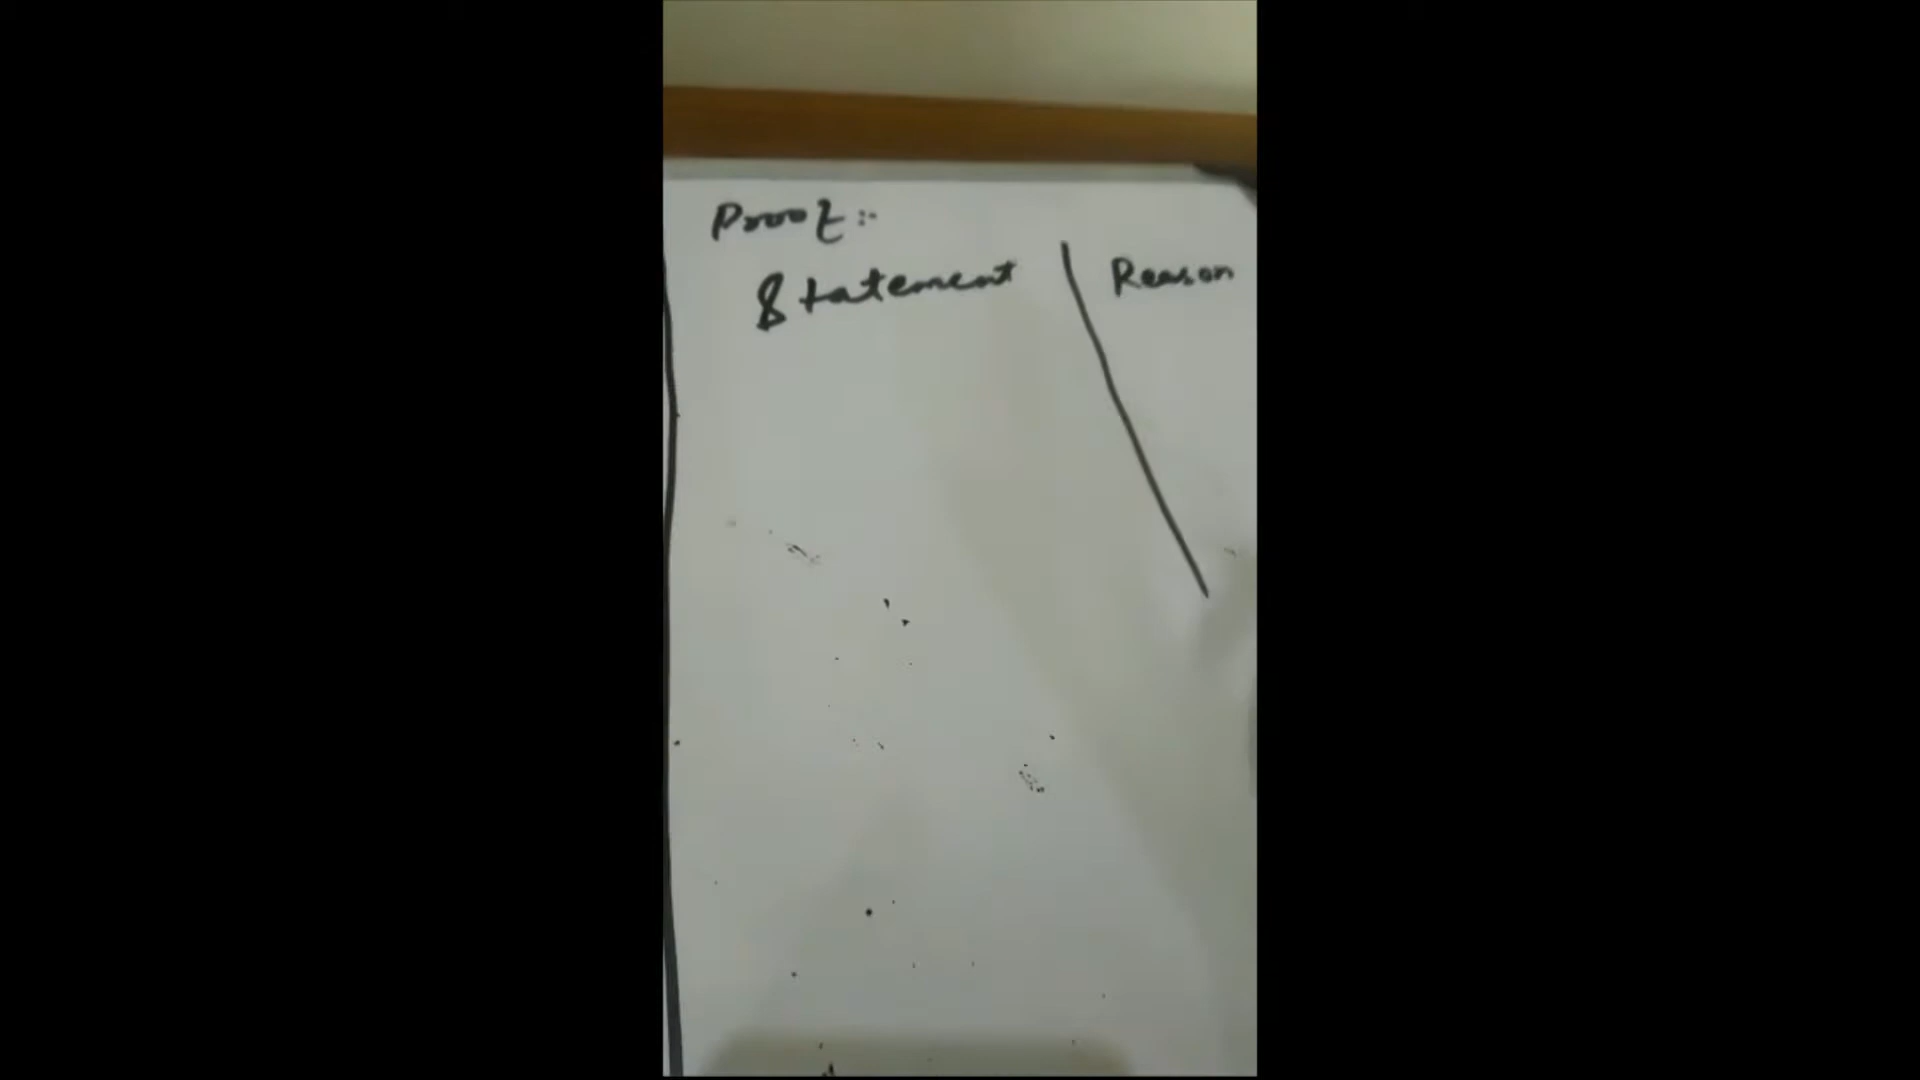 Proof :-
Statement | Reason